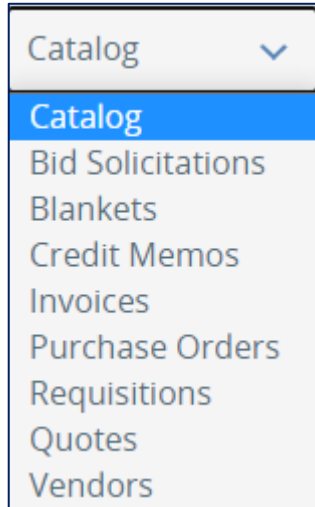 Catalog
Catalog
Bid Solicitations
Blankets
Credit Memos
Invoices
Purchase Orders
Requisitions
Quotes
Vendors